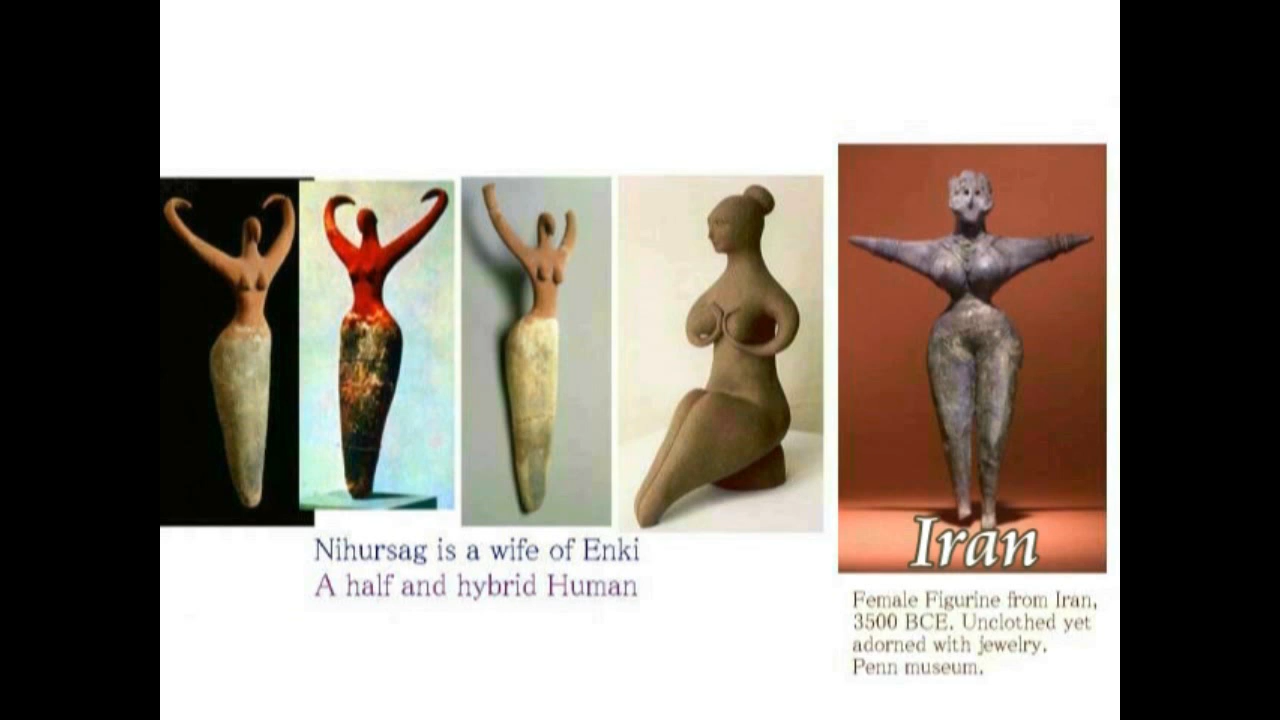 Nihursag is a wife of Enki
A half and hybrid Human
Iran
Female Figurine from Iran,
3500 BCE. Unclothed yet
adorned with jewelry.
Penn museum.